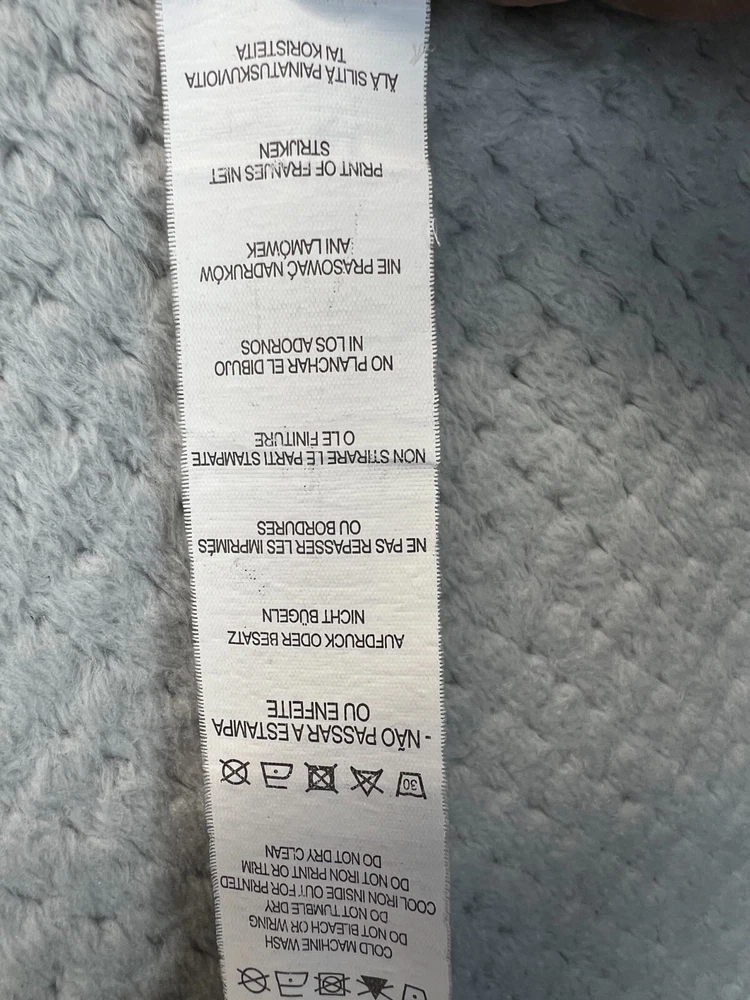 COLD MACHINE WASH
DO NOT BLEACH OR WRING
DO NOT TUMBLE DRY
COOL IRON INSIDE OUT FOR PRINTED
DO NOT IRON PRINT OR TRIM
DO NOT DRY CLEAN
30
- NÃO PASSAR A ESTAMPA
OU ENFEITE
AUFDRUCK ODER BESATZ
NICHT BÜGELN
NE PAS REPASSER LES IMPRIMÉS
OU BORDURES
NON STIRARE LE PARTI STAMPATE
O LE FINITURE
NO PLANCHAR EL DIBUJO
NI LOS ADORNOS
NIE PRASOWAĆ NADRUKÓW
ANI LAMÓWEK
PRINT OF FRANJES NIET
STRIJKEN
ÄLÄ SILITÄ PAINATUSKUVIOITA
TAI KORISTEITA